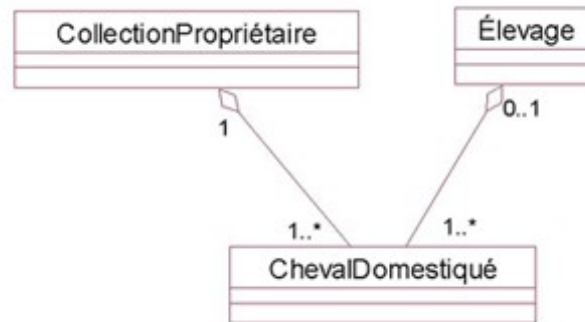 CollectionPropriétaire
Élevage
1
0..1
1..*
1..*
ChevalDomestiqué